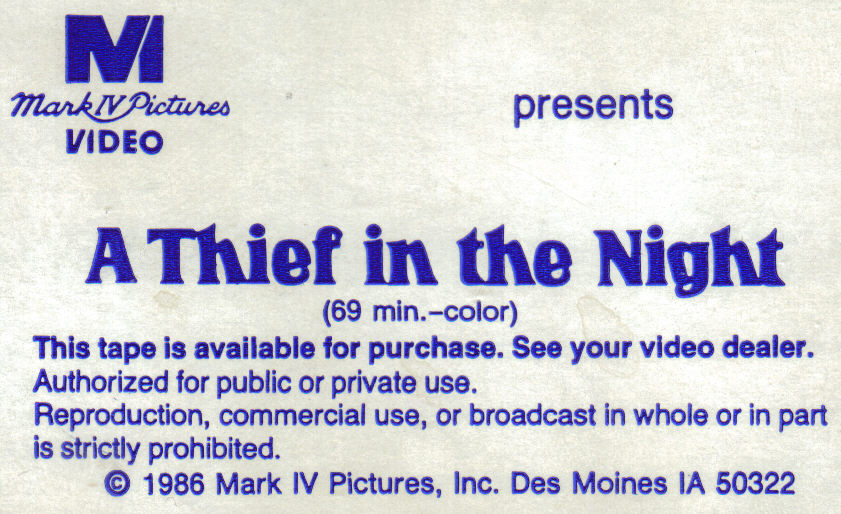 M
Mark IV Pictures
VIDEO
presents
A Thief in the Night
(69 min.–color)
This tape is available for purchase. See your video dealer.
Authorized for public or private use.
Reproduction, commercial use, or broadcast in whole or in part
is strictly prohibited.
© 1986 Mark IV Pictures, Inc. Des Moines IA 50322